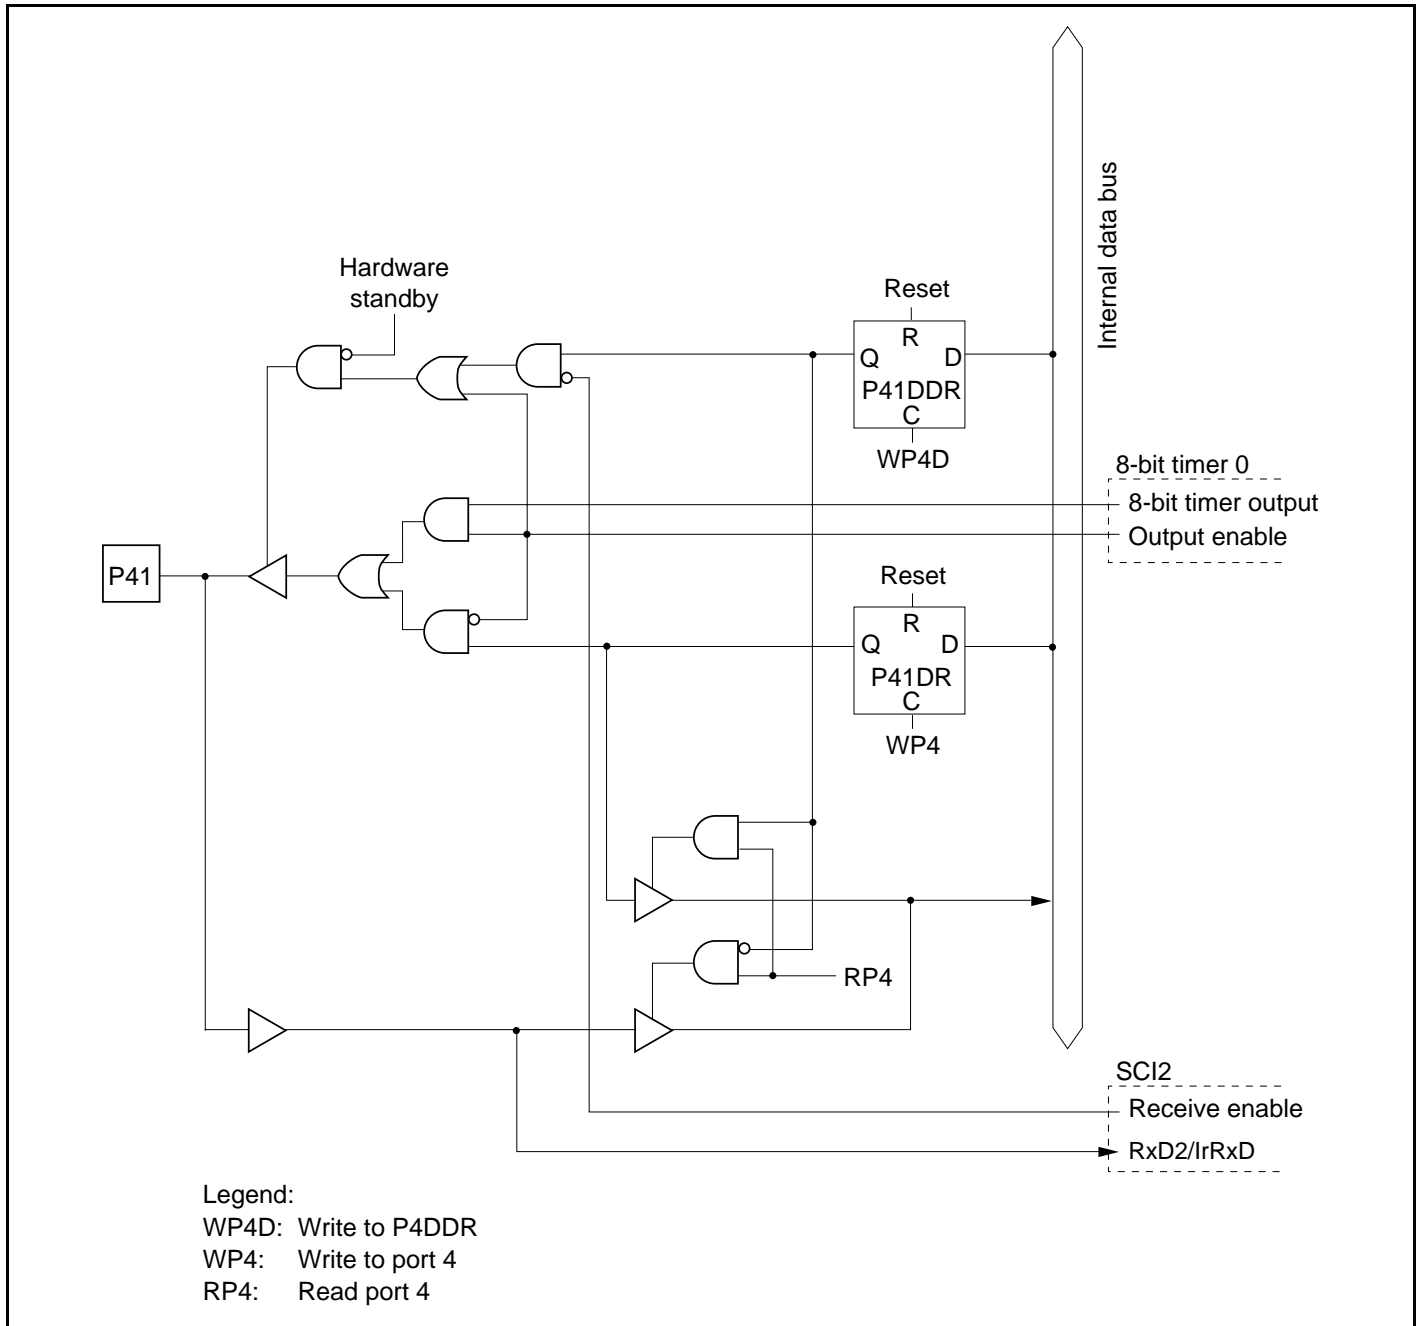 Hardware
standby
Reset
R
Q
D
P41DDR
C
WP4D
Internal data bus
8-bit timer 0
8-bit timer output
Output enable
P41
Reset
R
Q
D
P41DR
C
WP4
RP4
SCI2
Receive enable
RxD2/IrRxD
Legend:
WP4D: Write to P4DDR
WP4: Write to port 4
RP4: Read port 4